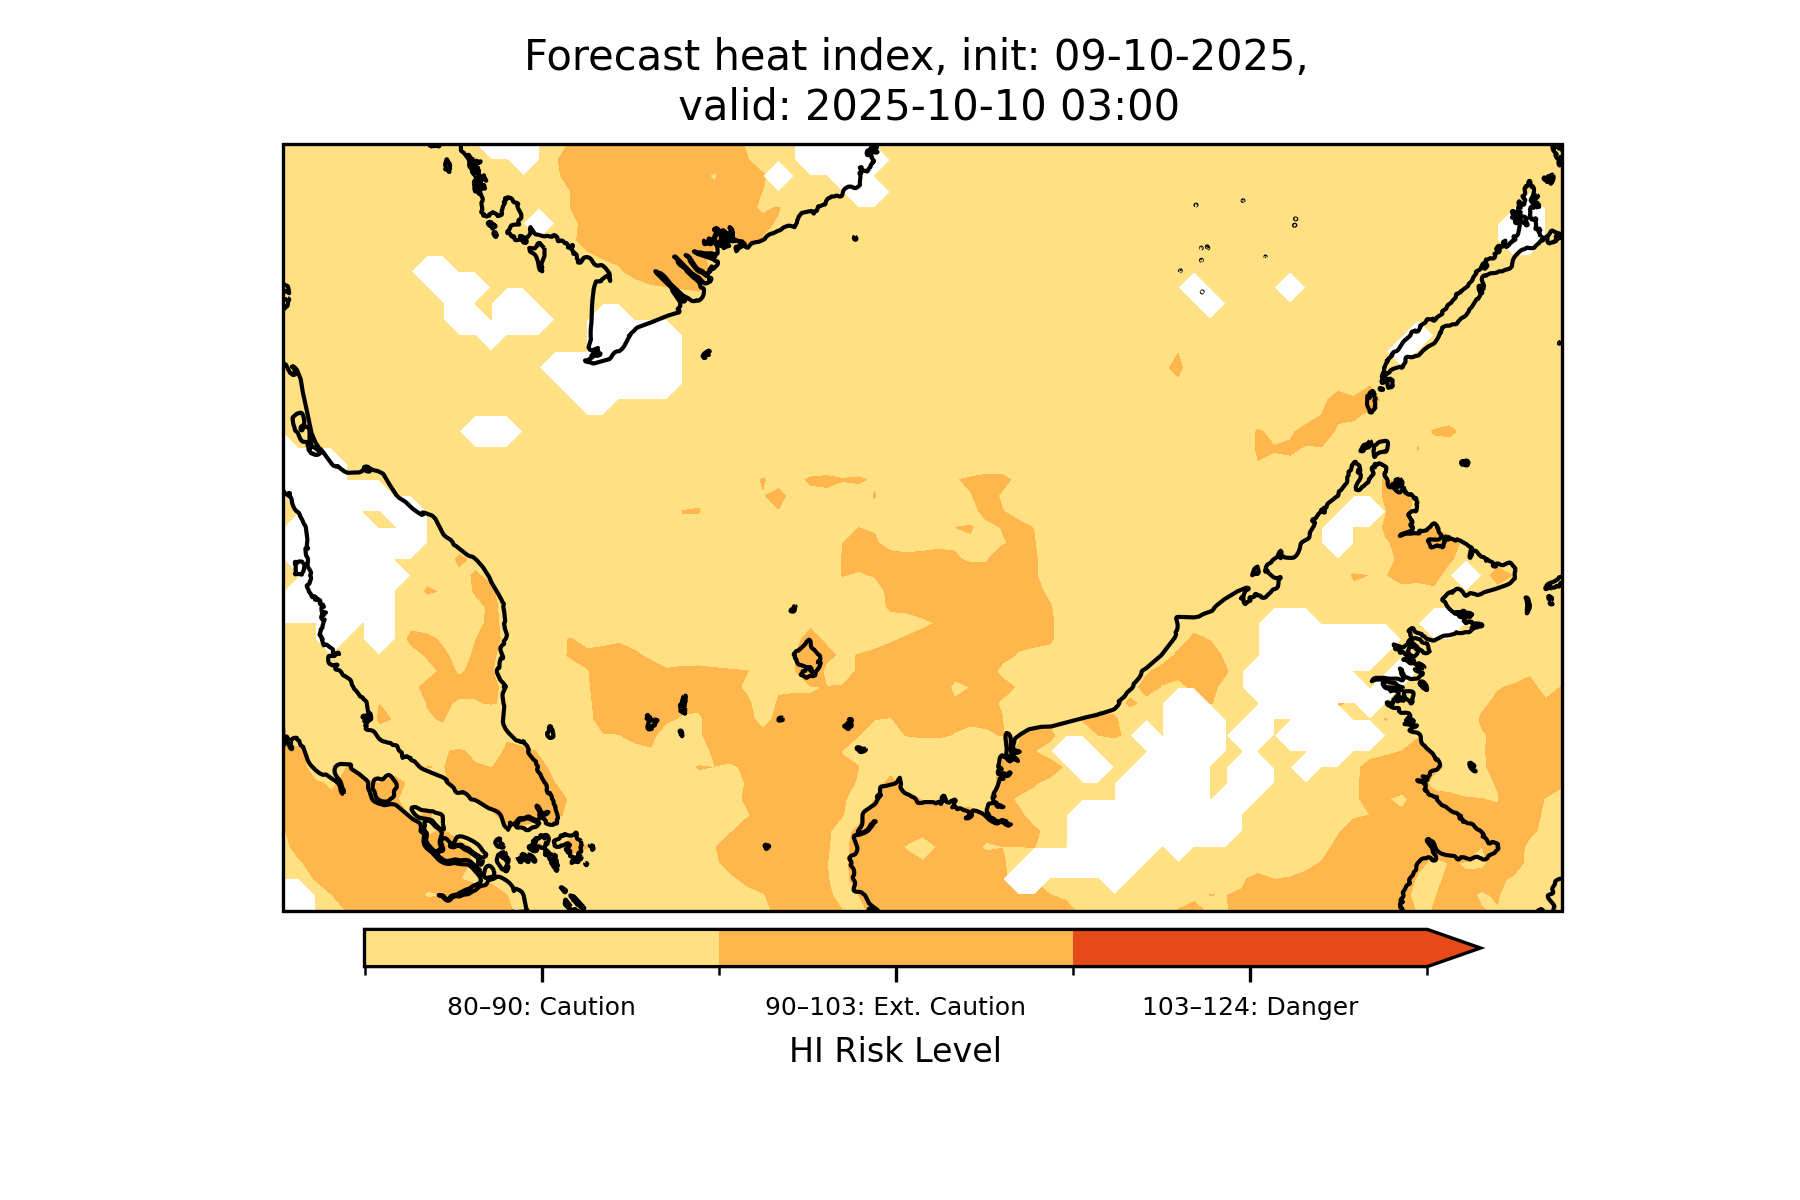 Forecast heat index, init: 09-10-2025,
valid: 2025-10-10 03:00
80–90: Caution
90–103: Ext. Caution
103–124: Danger
HI Risk Level